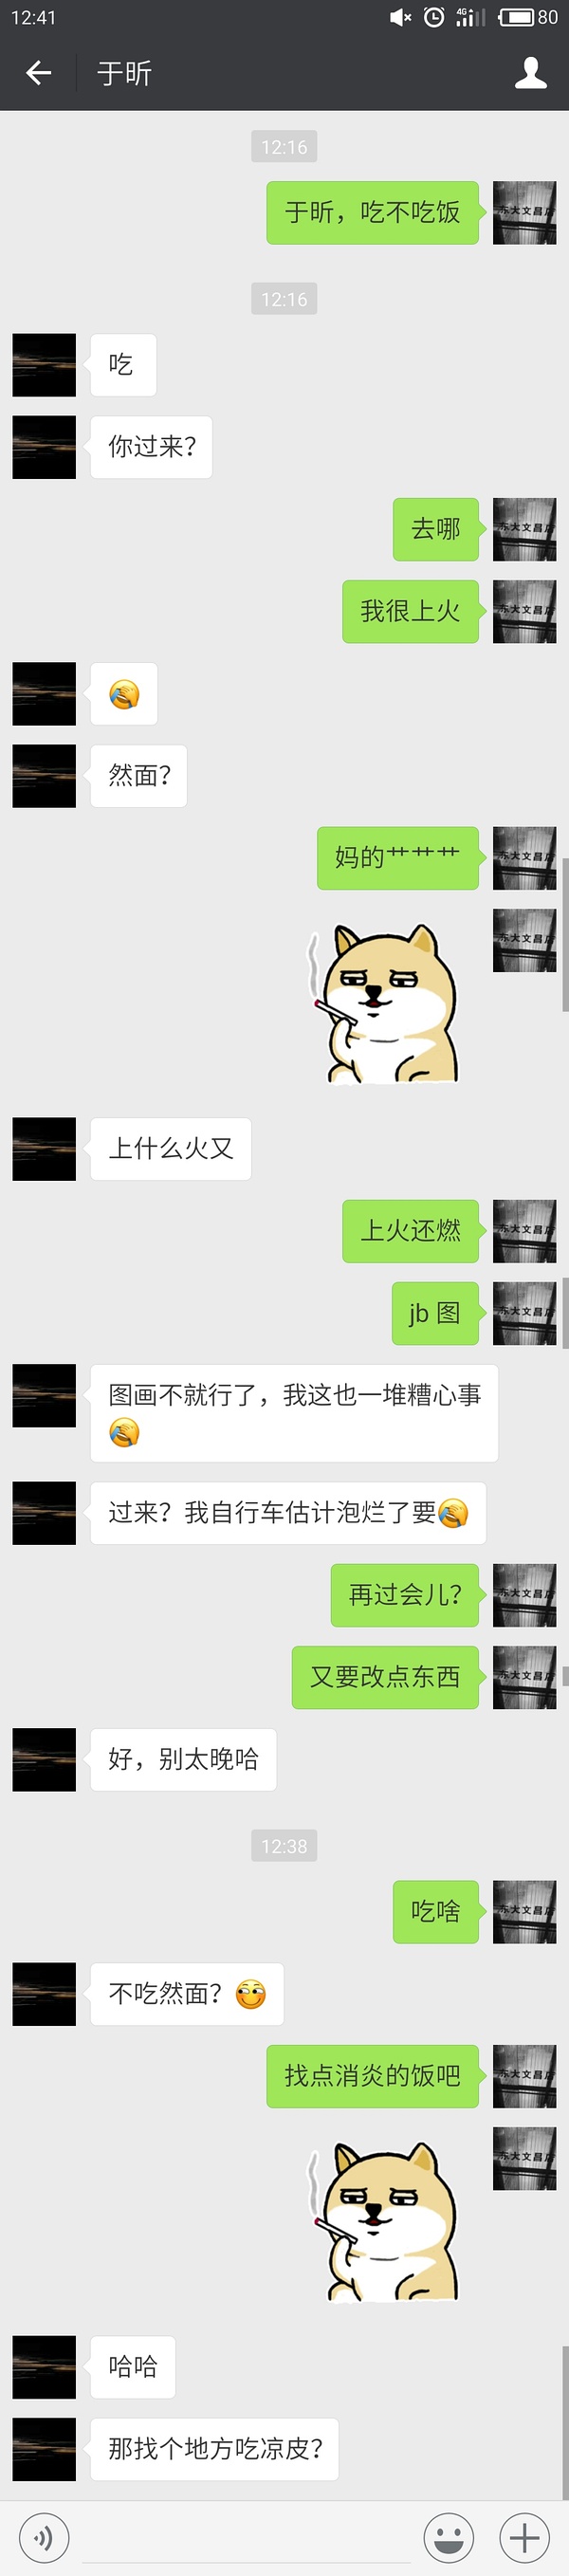 12:41
4G
80
于昕
12:16
于昕，吃不吃饭
12:16
吃
你过来？
去哪
我很上火
然面？
妈的艹艹艹
上什么火又
上火还燃
jb 图
图画不就行了，我这也一堆糟心事
过来？我自行车估计泡烂了要
再过会儿？
又要改点东西
好，别太晚哈
12:38
吃啥
不吃然面？
找点消炎的饭吧
哈哈
那找个地方吃凉皮？